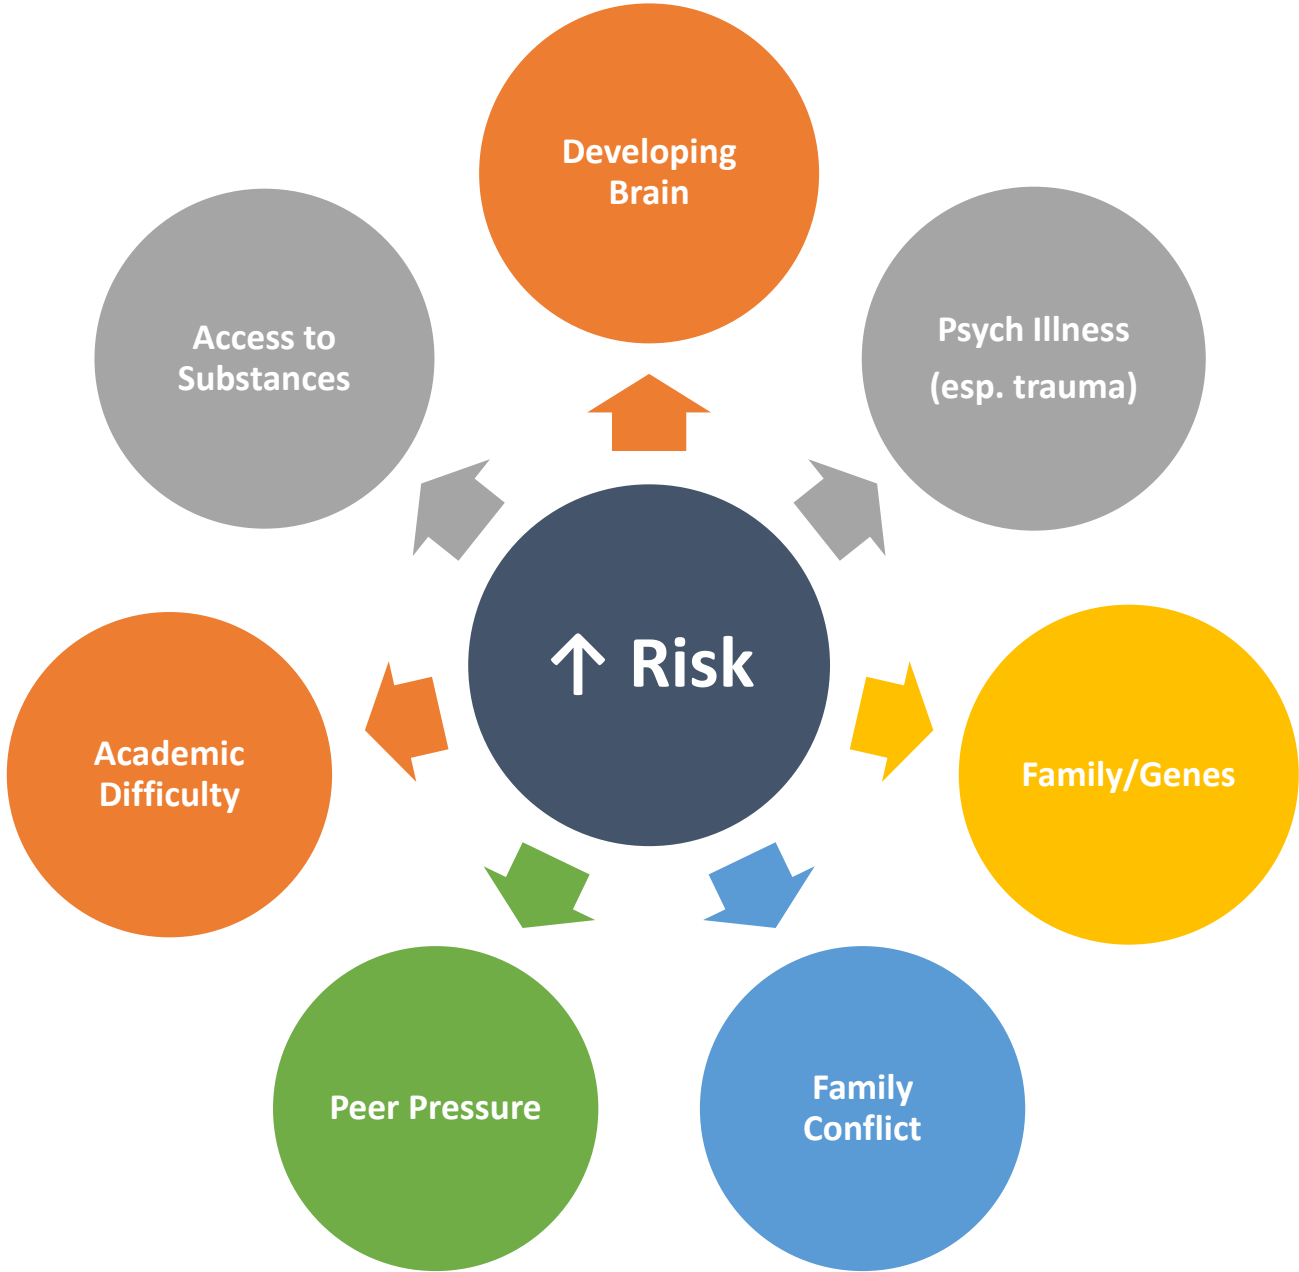 Developing
Brain
Psych Illness
(esp. trauma)
Family/Genes
Family
Conflict
Peer Pressure
Academic
Difficulty
Access to
Substances
↑ Risk